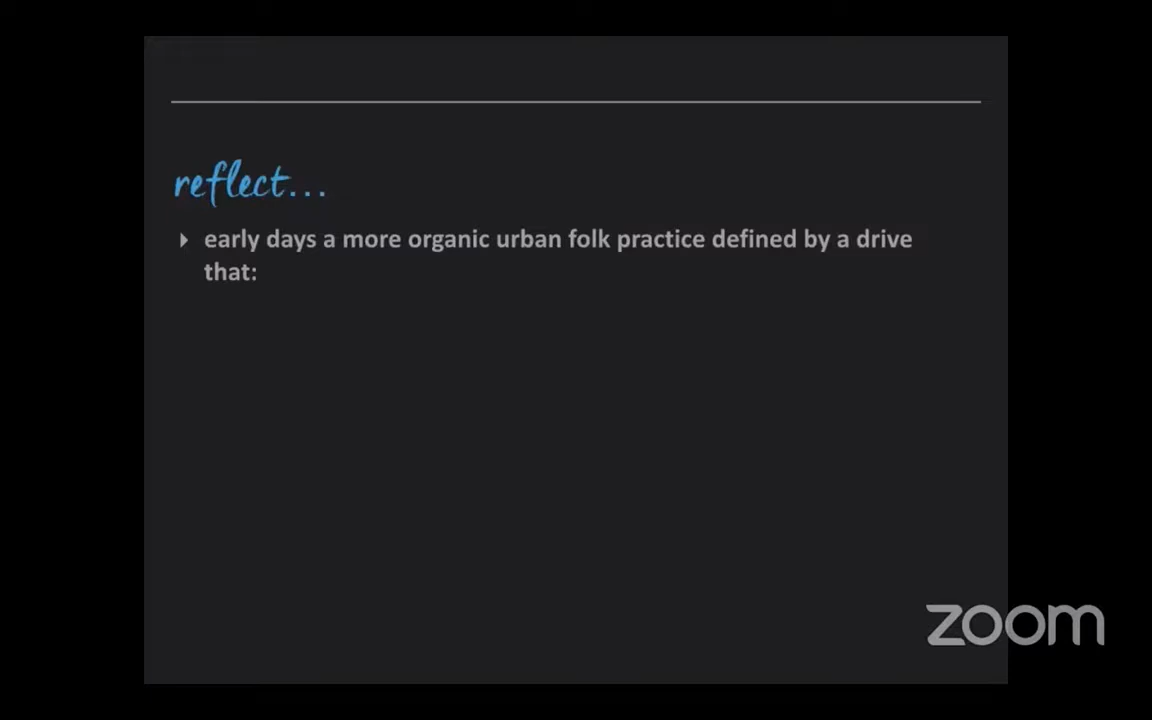 reflect...
early days a more organic urban folk practice defined by a drive
that:
zoom